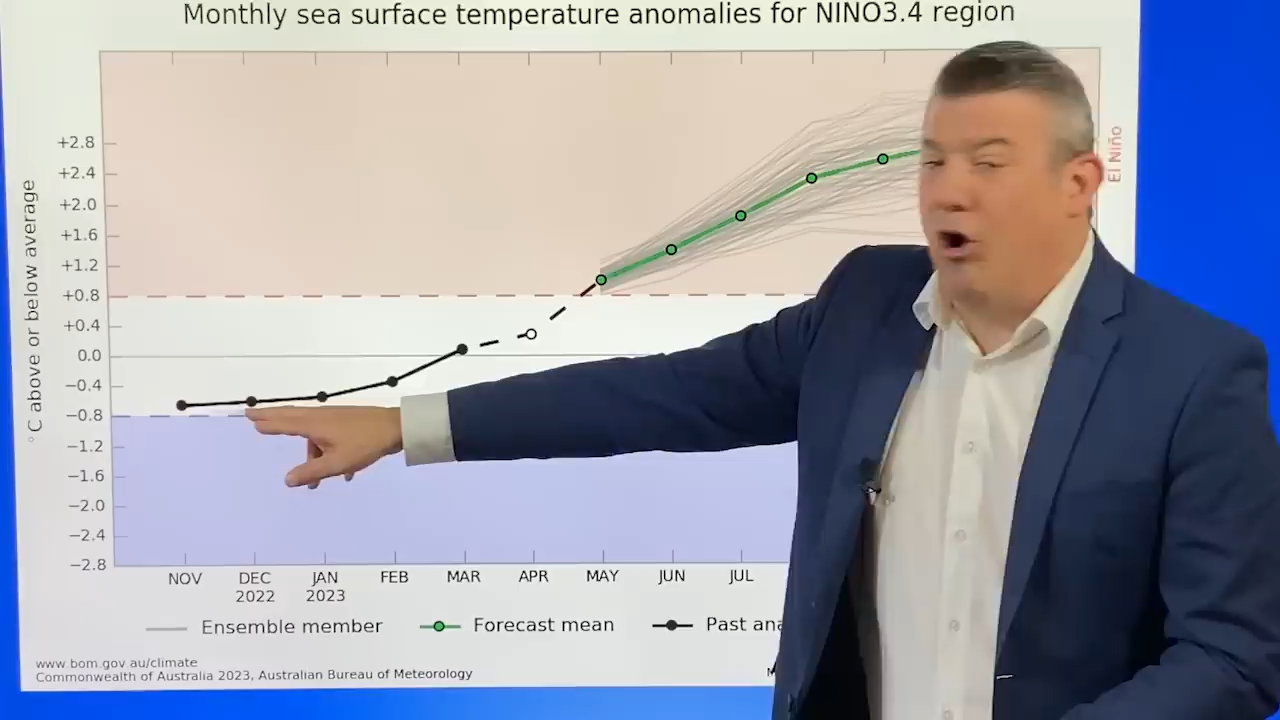 Monthly sea surface temperature anomalies for NINO3.4 region
+2.8
+2.4
+2.0
+1.6
+1.2
+0.8
+0.4
0.0
−0.4
−0.8
−1.2
−1.6
−2.0
−2.4
−2.8
°C above or below average
El Niño
NOV DEC JAN FEB MAR APR MAY JUN JUL
2022 2023
Ensemble member Forecast mean Past ana
www.bom.gov.au/climate
Commonwealth of Australia 2023, Australian Bureau of Meteorology